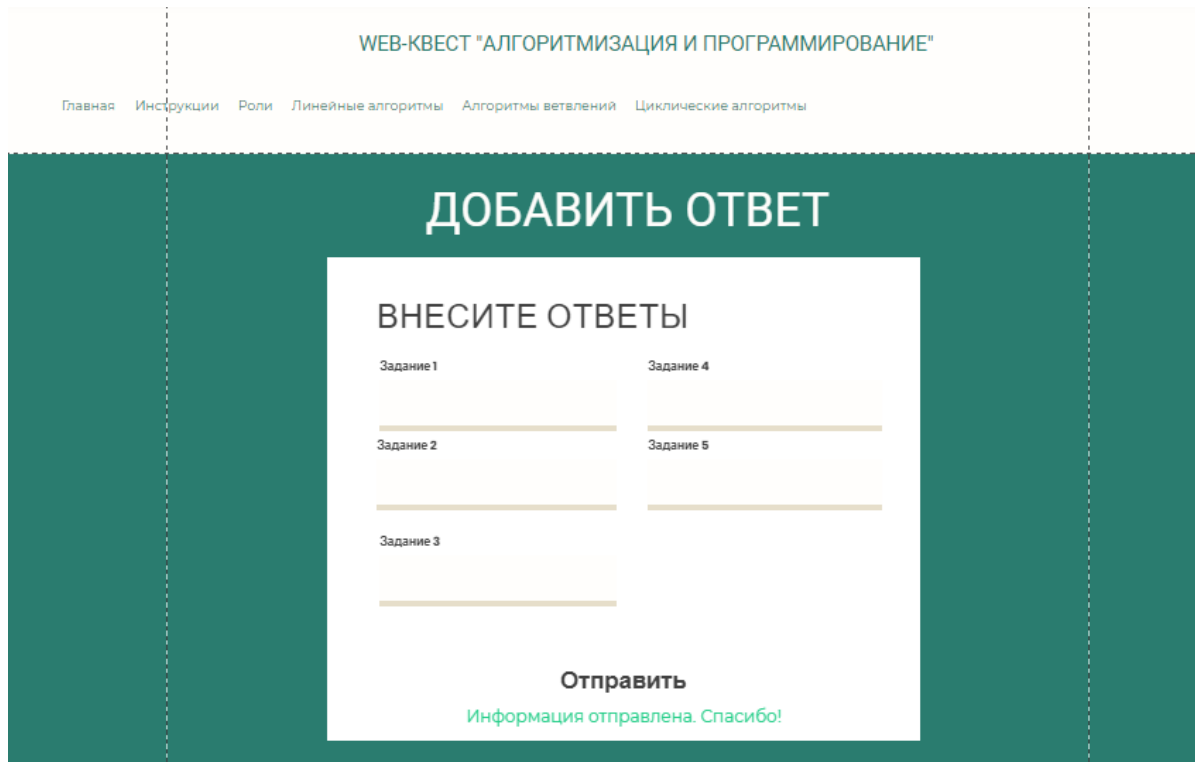 WEB-КВЕСТ "АЛГОРИТМИЗАЦИЯ И ПРОГРАММИРОВАНИЕ"
Главная Инструкции Роли Линейные алгоритмы Алгоритмы ветвлений Циклические алгоритмы
ДОБАВИТЬ ОТВЕТ
ВНЕСИТЕ ОТВЕТЫ
Задание 1 Задание 4
Задание 2 Задание 5
Задание 3
Отправить
Информация отправлена. Спасибо!